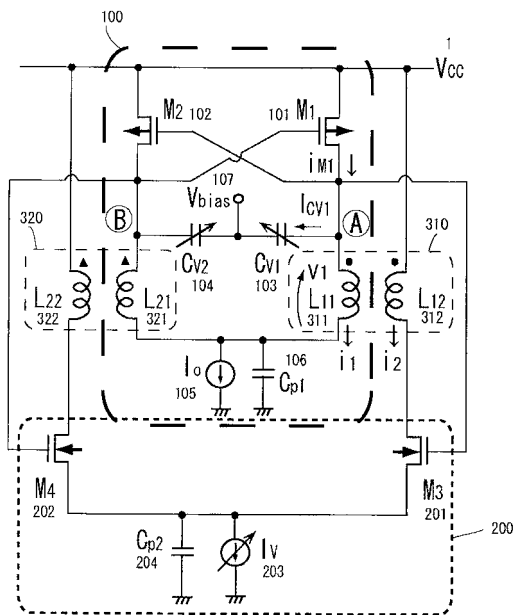 100
1
Vcc
M2 102
101 M1
iM1
107
Vbias
ICV1
B
A
320
310
CV2
104
CV1
103
V1
L22
322
L21
321
L11
311
L12
312
i1
i2
Io
105
106
Cp1
M4
202
M3
201
200
Cp2
204
IV
203